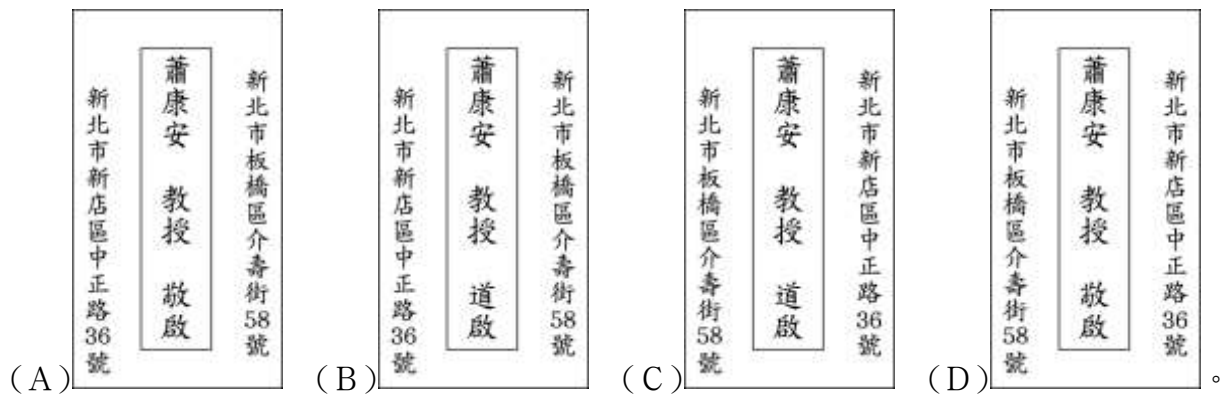 (A)
新北市板橋區介壽街58號
蕭康安 教授 敬啟
新北市新店區中正路36號
(B)
新北市板橋區介壽街58號
蕭康安 教授 道啟
新北市新店區中正路36號
(C)
新北市新店區中正路36號
蕭康安 教授 道啟
新北市板橋區介壽街58號
(D)
新北市新店區中正路36號
蕭康安 教授 敬啟
新北市板橋區介壽街58號
。